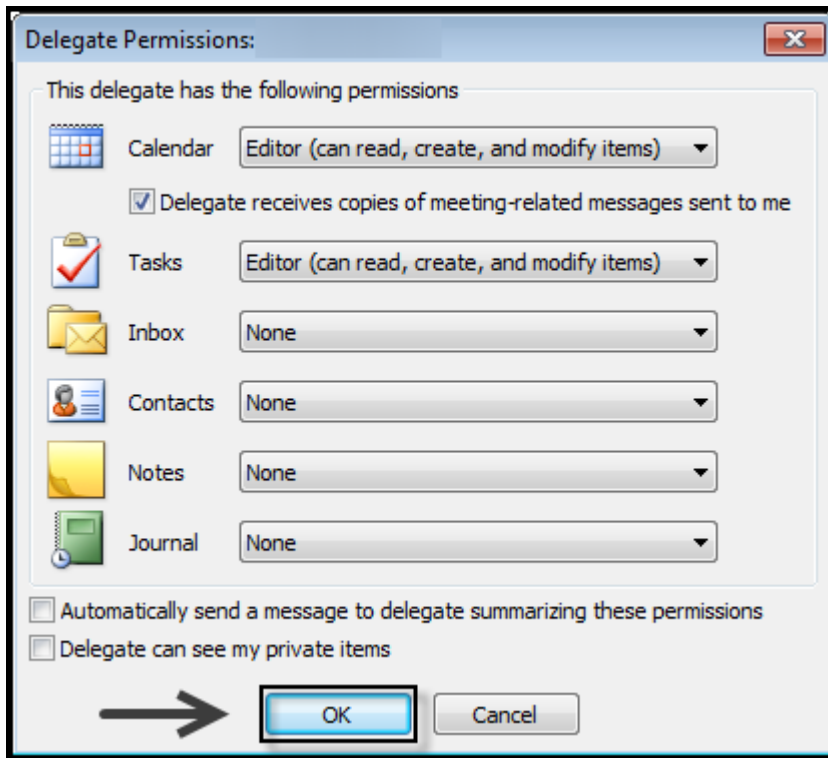 Delegate Permissions:
This delegate has the following permissions
Calendar Editor (can read, create, and modify items)
Delegate receives copies of meeting-related messages sent to me
Tasks Editor (can read, create, and modify items)
Inbox None
Contacts None
Notes None
Journal None
Automatically send a message to delegate summarizing these permissions
Delegate can see my private items
OK Cancel